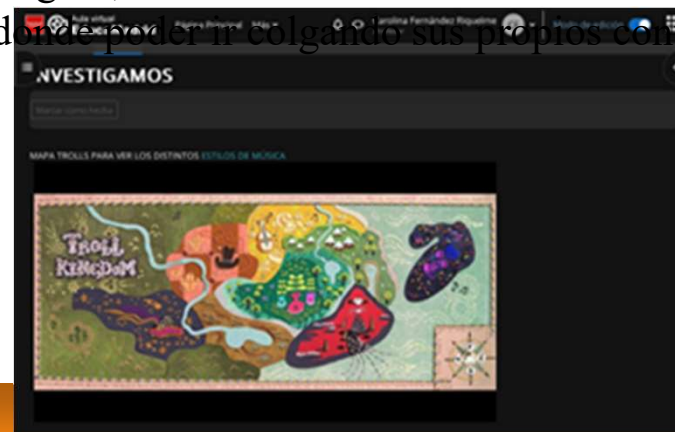 Aula virtual
Página Principal Más
Carolina Fernández Riquelme
Modo de edición
donde poder ir colgando sus propios con
INVESTIGAMOS
Marcar como hecha
MAPA TROLLS PARA VER LOS DISTINTOS ESTILOS DE MÚSICA
TROLL
KINGDOM